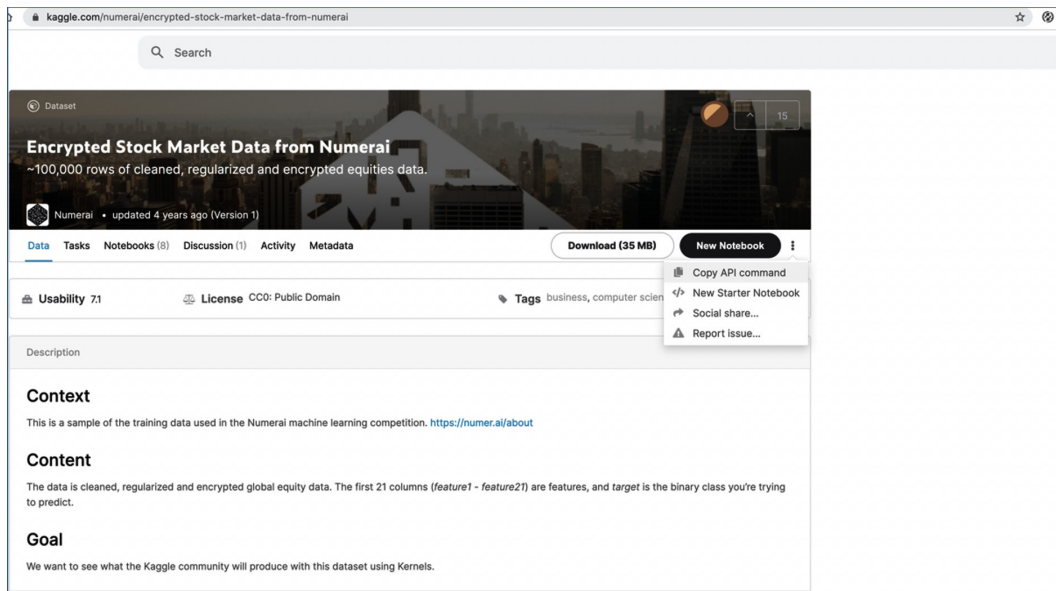 kaggle.com/numerai/encrypted-stock-market-data-from-numerai
Search
Dataset
15
Encrypted Stock Market Data from Numerai
~100,000 rows of cleaned, regularized and encrypted equities data.
Numerai • updated 4 years ago (Version 1)
Data Tasks Notebooks (8) Discussion (1) Activity Metadata Download (35 MB) New Notebook
Copy API command
New Starter Notebook
Social share...
Report issue...
Usability 7.1 License CC0: Public Domain Tags business, computer scien
Description
Context
This is a sample of the training data used in the Numerai machine learning competition. https://numer.ai/about
Content
The data is cleaned, regularized and encrypted global equity data. The first 21 columns (feature1 - feature21) are features, and target is the binary class you're trying
to predict.
Goal
We want to see what the Kaggle community will produce with this dataset using Kernels.